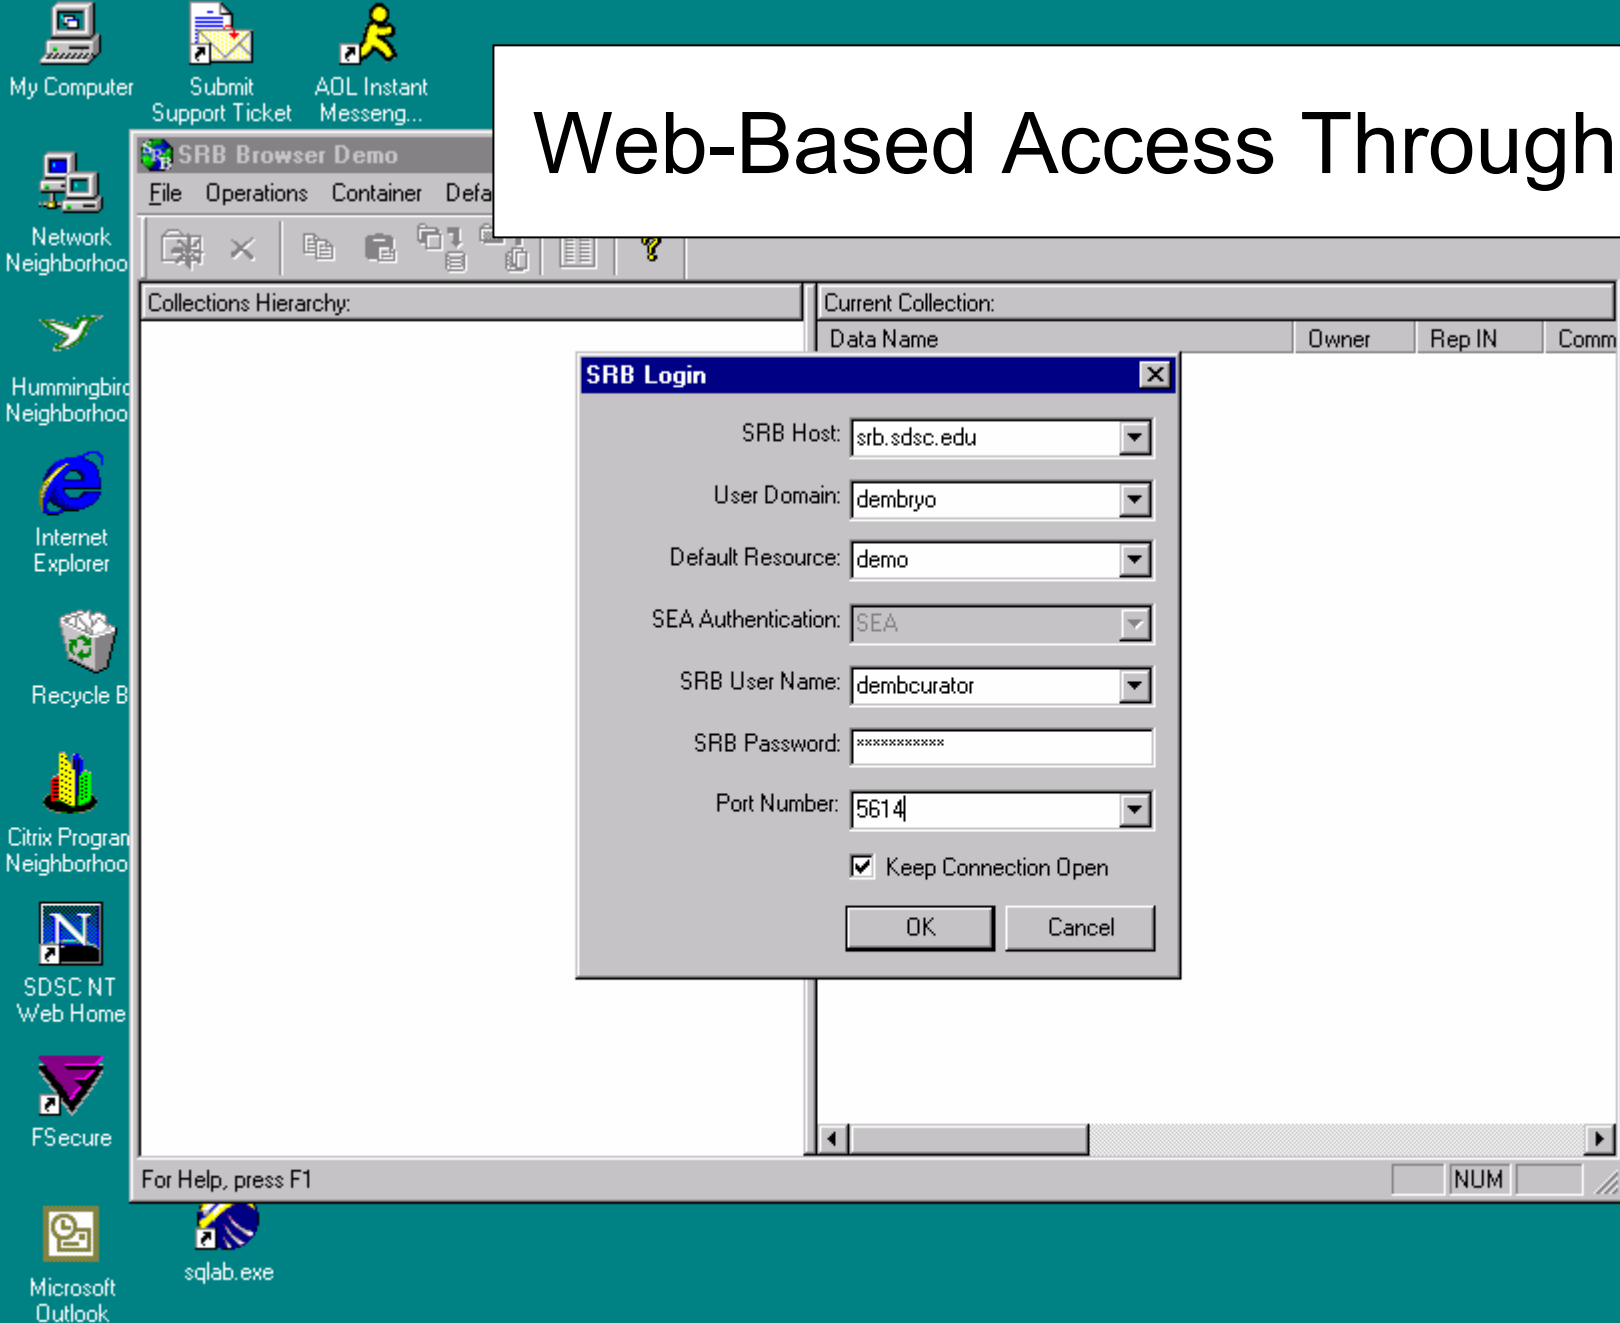 My Computer
Submit
Support Ticket
AOL Instant
Messeng...
Web-Based Access Through
SRB Browser Demo
File Operations Container Defa
Network
Neighborhoo
Collections Hierarchy:
Current Collection:
Data Name Owner Rep IN Comm
Hummingbird
Neighborhoo
SRB Login
SRB Host: srb.sdsc.edu
User Domain: dembryo
Default Resource: demo
SEA Authentication: SEA
SRB User Name: dembcurator
SRB Password: ***********
Port Number: 5614
Keep Connection Open
OK Cancel
Internet
Explorer
Recycle B
Citrix Program
Neighborhoo
SDSC NT
Web Home
FSecure
For Help, press F1
NUM
Microsoft
Outlook
sqlab.exe